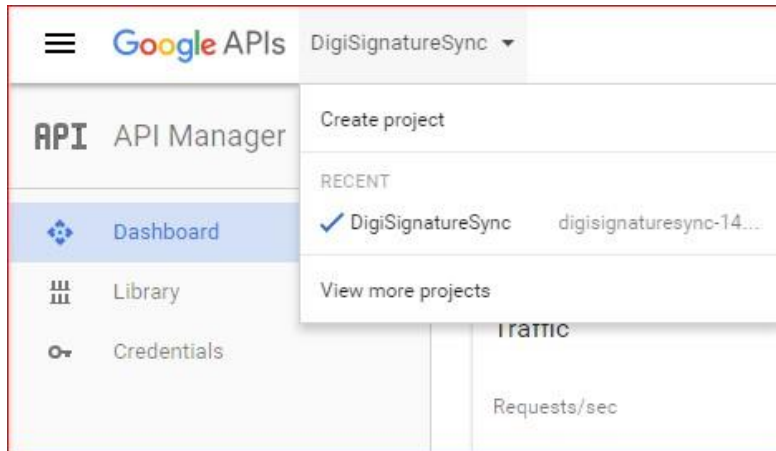 Google APIs DigiSignatureSync
API API Manager
Create project
RECENT
DigiSignatureSync digisignaturesync-14...
View more projects
Dashboard
Library
Credentials
Traffic
Requests/sec